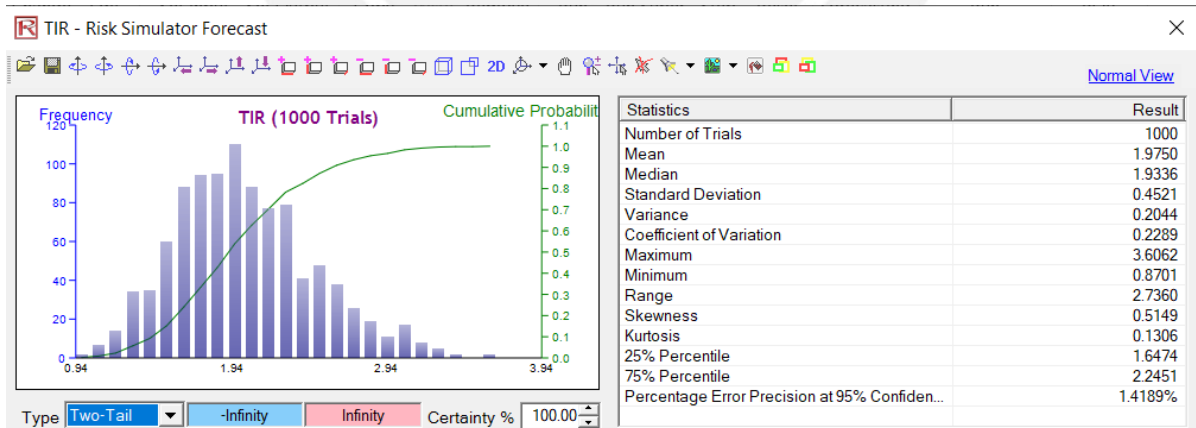 TIR - Risk Simulator Forecast
2D
Normal View
Frequency
TIR (1000 Trials)
Cumulative Probabilit
120
100
80
60
40
20
0
1.1
1.0
0.9
0.8
0.7
0.6
0.5
0.4
0.3
0.2
0.1
0.0
0.94 1.94 2.94 3.94
Type Two-Tail -Infinity Infinity Certainty % 100.00
Statistics Result
Number of Trials 1000
Mean 1.9750
Median 1.9336
Standard Deviation 0.4521
Variance 0.2044
Coefficient of Variation 0.2289
Maximum 3.6062
Minimum 0.8701
Range 2.7360
Skewness 0.5149
Kurtosis 0.1306
25% Percentile 1.6474
75% Percentile 2.2451
Percentage Error Precision at 95% Confiden... 1.4189%